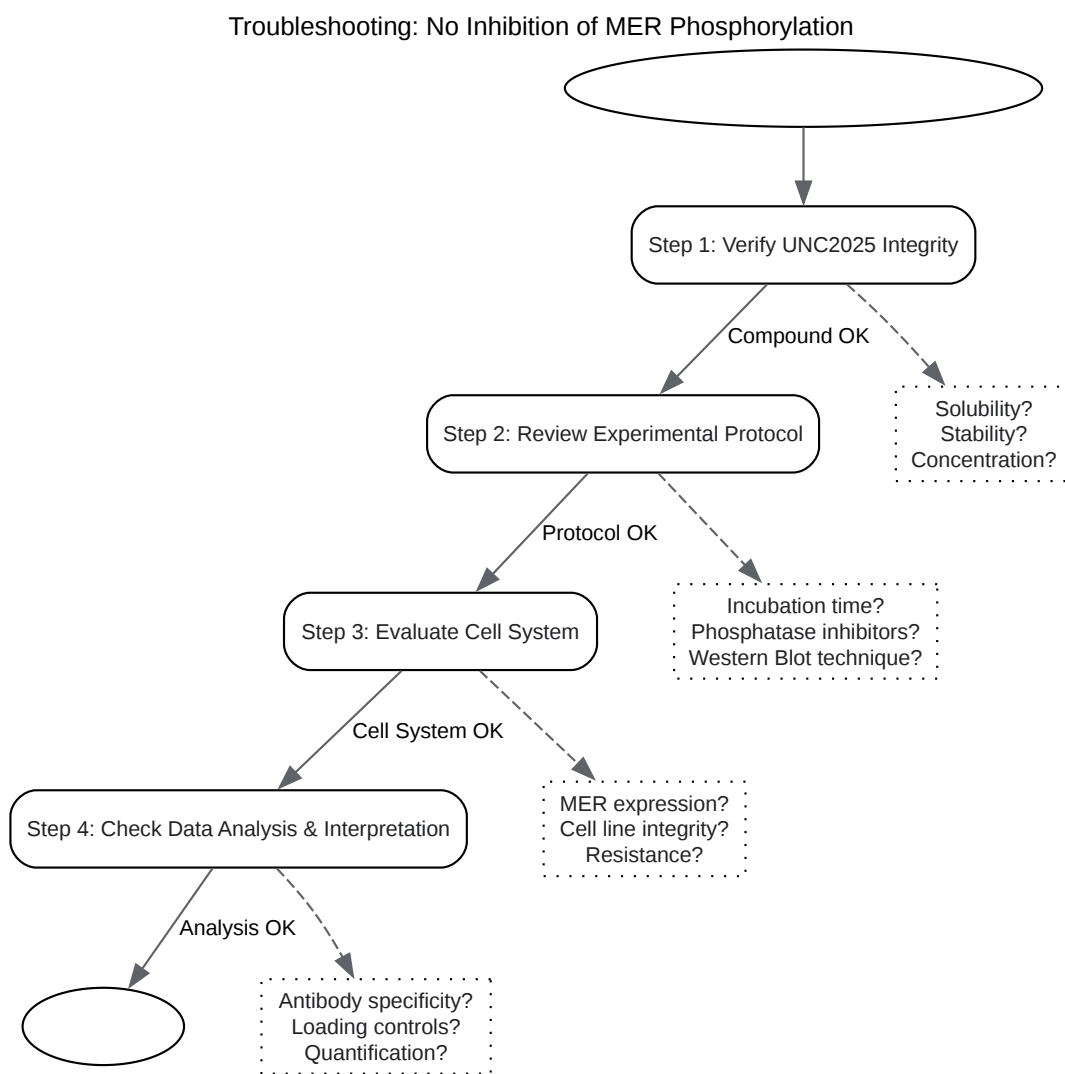 Troubleshooting: No Inhibition of MER Phosphorylation
Step 1: Verify UNC2025 Integrity
Compound OK
Solubility?
Stability?
Concentration?
Step 2: Review Experimental Protocol
Protocol OK
Incubation time?
Phosphatase inhibitors?
Western Blot technique?
Step 3: Evaluate Cell System
Cell System OK
MER expression?
Cell line integrity?
Resistance?
Step 4: Check Data Analysis & Interpretation
Analysis OK
Antibody specificity?
Loading controls?
Quantification?